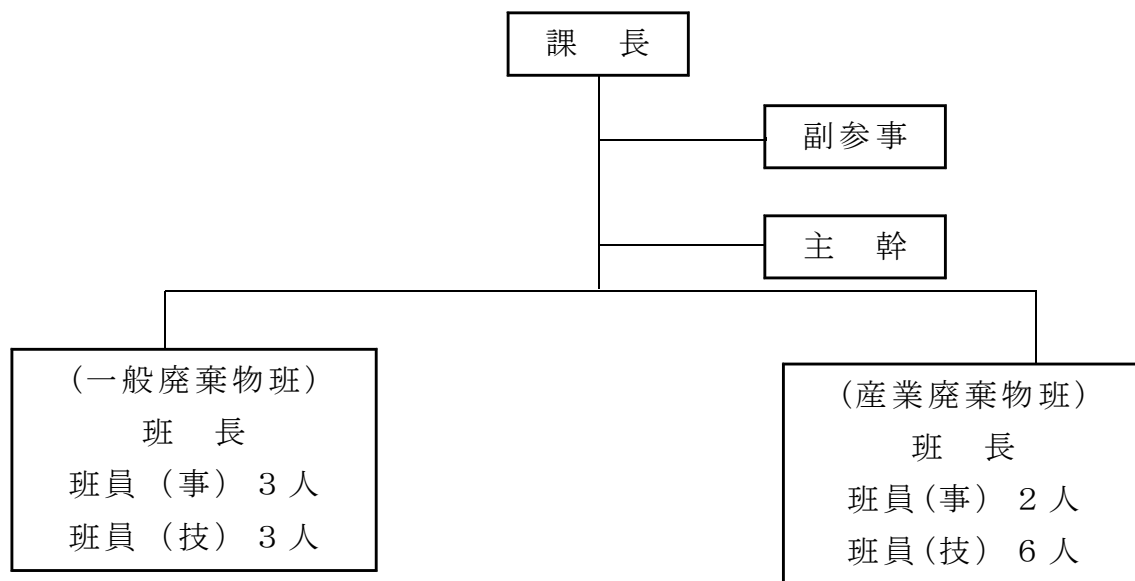 課　長
副参事
主　幹
(一般廃棄物班)
班　長
班員（事）３人
班員（技）３人
(産業廃棄物班)
班　長
班員(事) ２人
班員(技) ６人